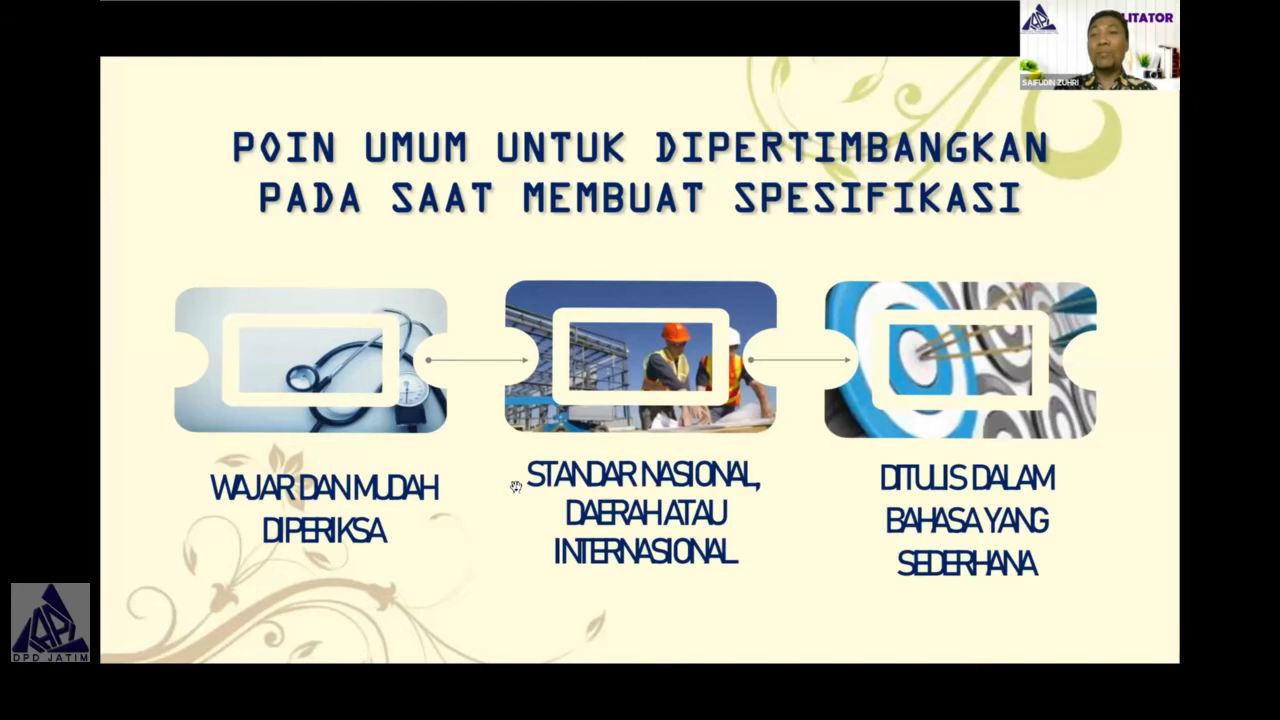 LITATOR
SAIFUDIN ZUHRI
POIN UMUM UNTUK DIPERTIMBANGKAN
PADA SAAT MEMBUAT SPESIFIKASI
WAJAR DAN MUDAH
DIPERIKSA
STANDAR NASIONAL,
DAERAH ATAU
INTERNASIONAL
DITULIS DALAM
BAHASA YANG
SEDERHANA
DPD JATIM